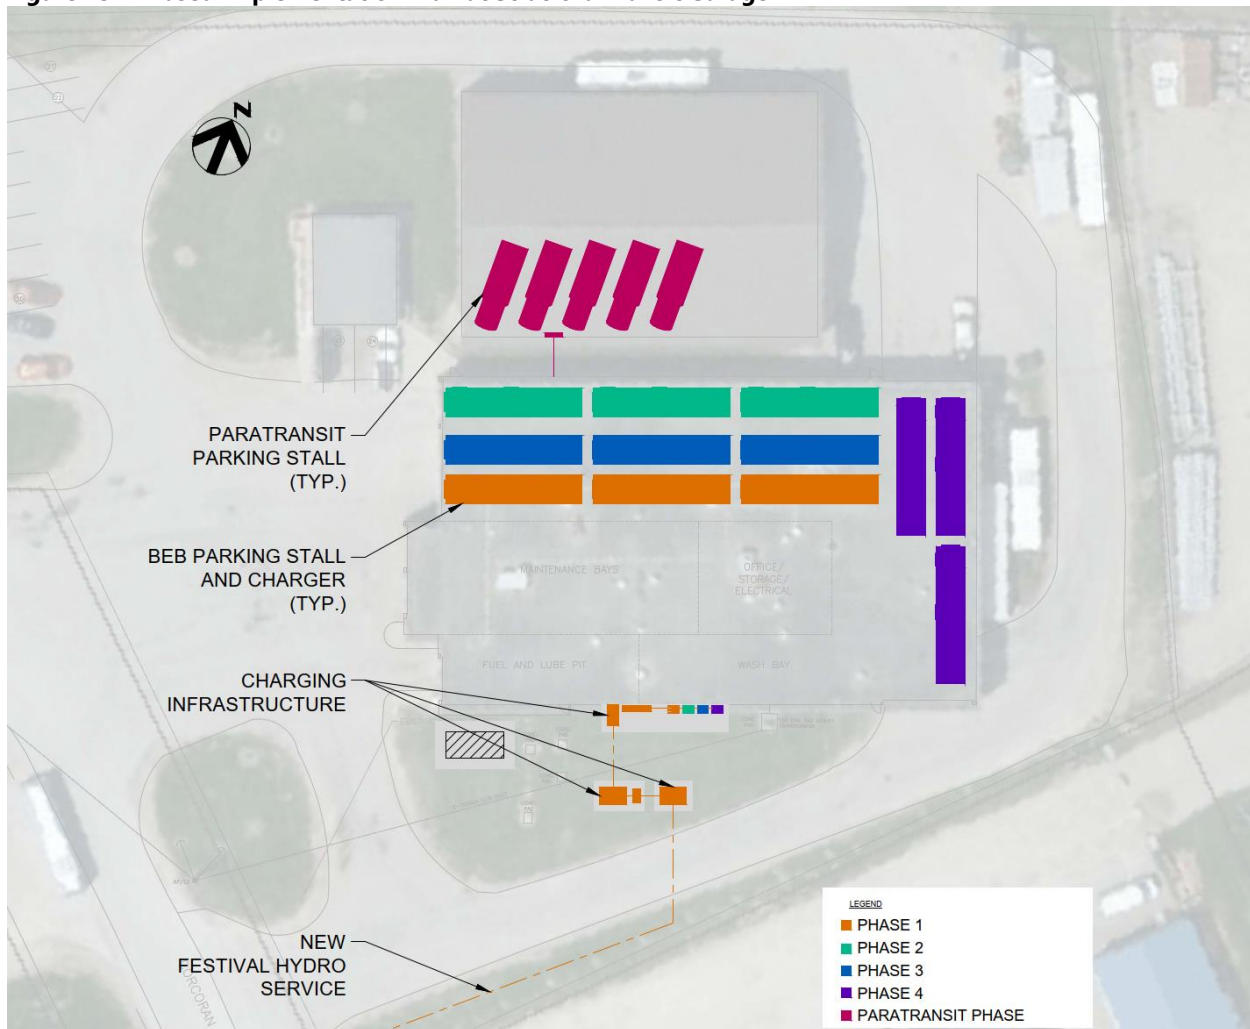 N
PARATRANSIT
PARKING STALL
(TYP.)
BEB PARKING STALL
AND CHARGER
(TYP.)
MAINTENANCE BAYS
OFFICE/
STORAGE/
ELECTRICAL
FUEL AND LUBE PIT
WASH BAY
CHARGING
INFRASTRUCTURE
NEW
FESTIVAL HYDRO
SERVICE
CORCORAN
LEGEND
PHASE 1
PHASE 2
PHASE 3
PHASE 4
PARATRANSIT PHASE